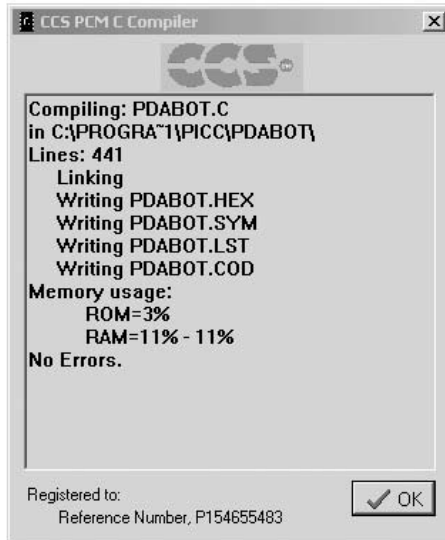 CCS PCM C Compiler
CCS
Compiling: PDABOT.C
in C:\PROGRA~1\PICC\PDABOT\
Lines: 441
Linking
Writing PDABOT.HEX
Writing PDABOT.SYM
Writing PDABOT.LST
Writing PDABOT.COD
Memory usage:
ROM=3%
RAM=11% - 11%
No Errors.
Registered to:
Reference Number, P154655483
OK